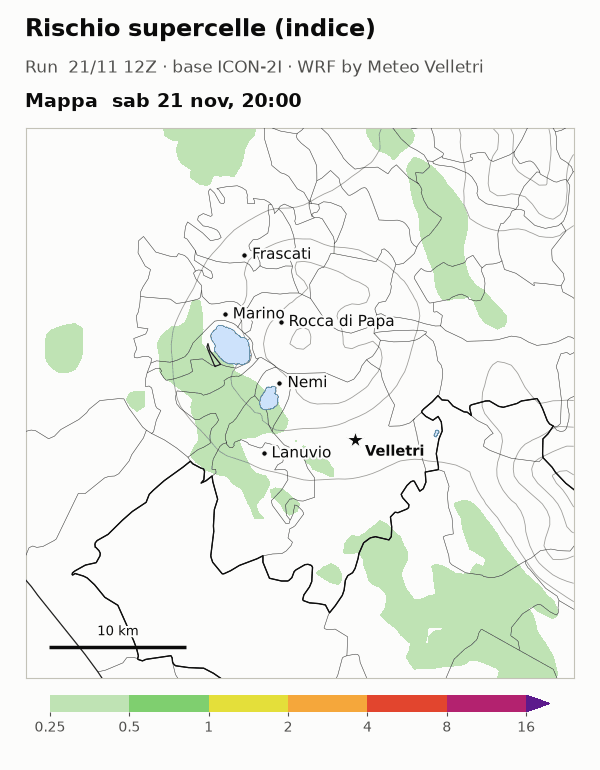 Rischio supercelle (indice)
Run  21/11 12Z · base ICON-2I · WRF by Meteo Velletri
Mappa  sab 21 nov, 20:00
Frascati
Marino
Rocca di Papa
Nemi
Velletri
Lanuvio
10 km
0.25 0.5 1 2 4 8 16